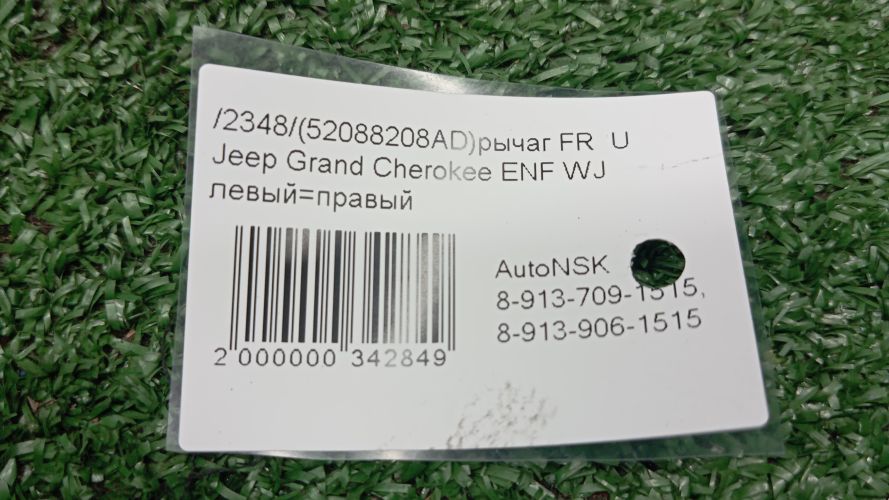 /2348/(52088208AD)рычаг FR U
Jeep Grand Cherokee ENF WJ
левый=правый
AutoNSK
8-913-709-1515,
8-913-906-1515
2 000000 342849